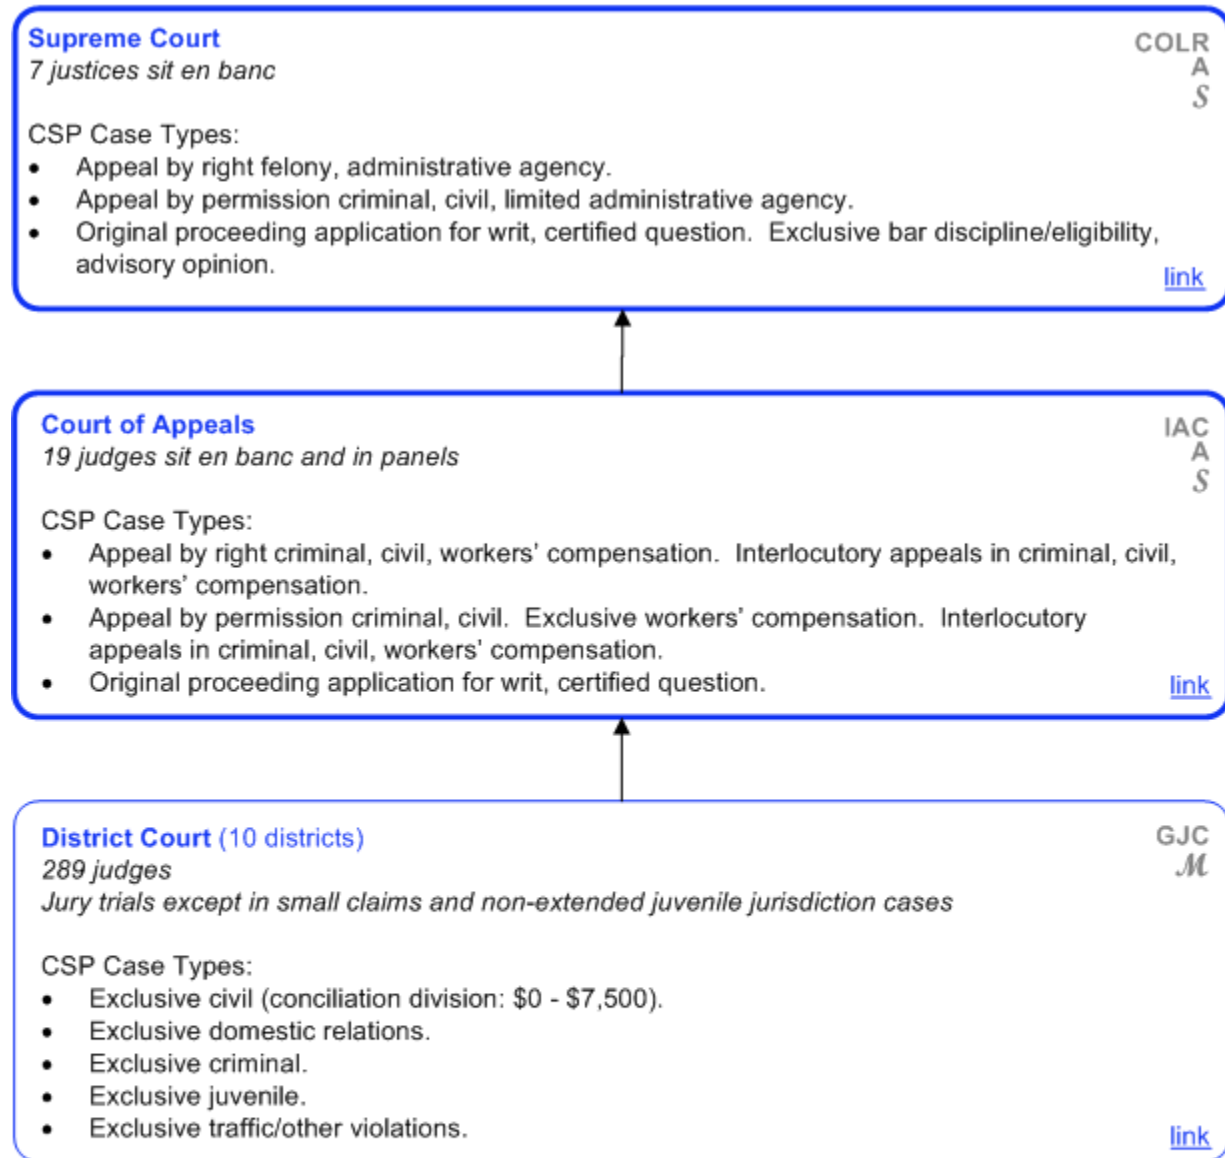 Supreme Court
COLR
7 justices sit en banc
A
S
CSP Case Types:
• Appeal by right felony, administrative agency.
• Appeal by permission criminal, civil, limited administrative agency.
• Original proceeding application for writ, certified question.  Exclusive bar discipline/eligibility,
advisory opinion.
link
Court of Appeals
IAC
19 judges sit en banc and in panels
A
S
CSP Case Types:
• Appeal by right criminal, civil, workers’ compensation.  Interlocutory appeals in criminal, civil,
workers’ compensation.
• Appeal by permission criminal, civil.  Exclusive workers’ compensation.  Interlocutory
appeals in criminal, civil, workers’ compensation.
• Original proceeding application for writ, certified question.
link
District Court (10 districts)
GJC
289 judges
M
Jury trials except in small claims and non-extended juvenile jurisdiction cases
CSP Case Types:
• Exclusive civil (conciliation division: $0 - $7,500).
• Exclusive domestic relations.
• Exclusive criminal.
• Exclusive juvenile.
• Exclusive traffic/other violations.
link